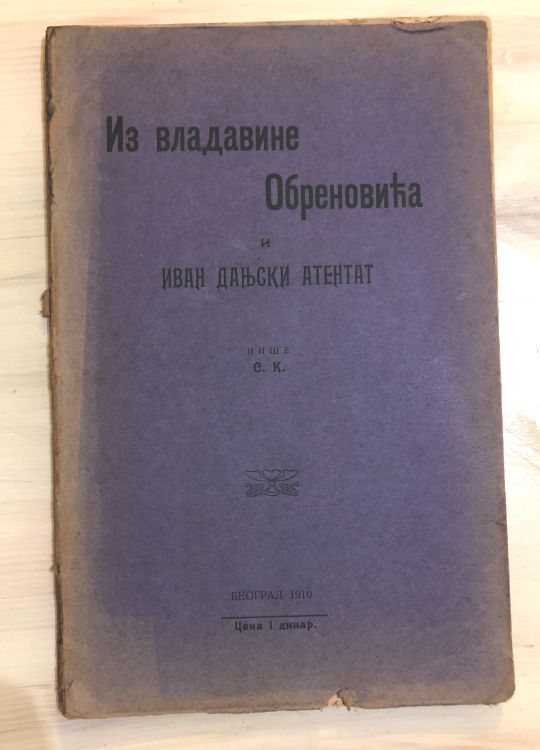 Из владавине
Обреновића
и
ИВАН ДАЊСКИ АТЕНТАТ
ПИШЕ
С. К.
БЕОГРАД 1910
Цена 1 динар.